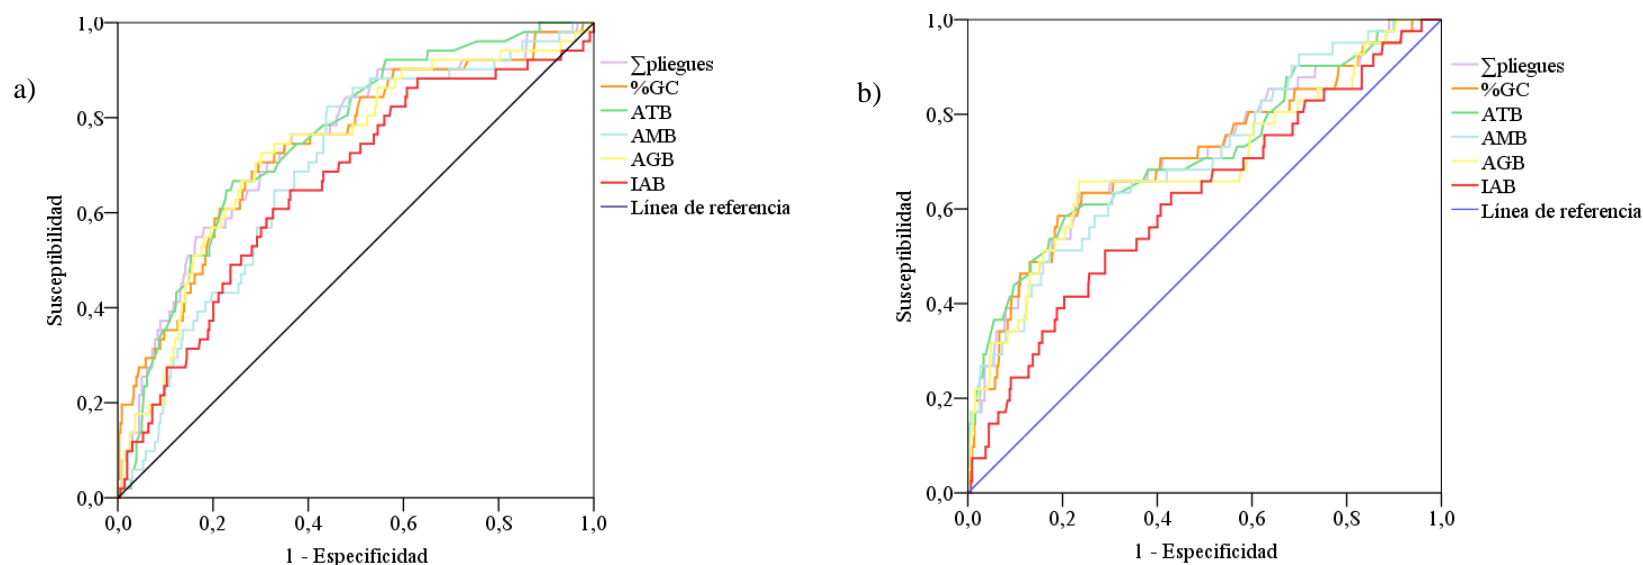 a)
Susceptibilidad
1,0
0,8
0,6
0,4
0,2
0,0
0,0 0,2 0,4 0,6 0,8 1,0
1 - Especificidad
∑pliegues
%GC
ATB
AMB
AGB
IAB
Línea de referencia
b)
Susceptibilidad
1,0
0,8
0,6
0,4
0,2
0,0
0,0 0,2 0,4 0,6 0,8 1,0
1 - Especificidad
∑pliegues
%GC
ATB
AMB
AGB
IAB
Línea de referencia